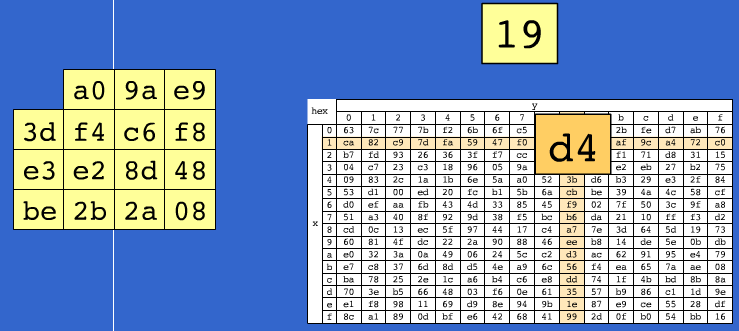 19
a0 9a e9
3d f4 c6 f8
e3 e2 8d 48
be 2b 2a 08
hex y
0 1 2 3 4 5 6 7 b c d e f
0 63 7c 77 7b f2 6b 6f c5 2b fe d7 ab 76
1 ca 82 c9 7d fa 59 47 f0 d4 af 9c a4 72 c0
2 b7 fd 93 26 36 3f f7 cc f1 71 d8 31 15
3 04 c7 23 c3 18 96 05 9a e2 eb 27 b2 75
4 09 83 2c 1a 1b 6e 5a a0 52 3b d6 b3 29 e3 2f 84
5 53 d1 00 ed 20 fc b1 5b 6a cb be 39 4a 4c 58 cf
6 d0 ef aa fb 43 4d 33 85 45 f9 02 7f 50 3c 9f a8
x 7 51 a3 40 8f 92 9d 38 f5 bc b6 da 21 10 ff f3 d2
8 cd 0c 13 ec 5f 97 44 17 c4 a7 7e 3d 64 5d 19 73
9 60 81 4f dc 22 2a 90 88 46 ee b8 14 de 5e 0b db
a e0 32 3a 0a 49 06 24 5c c2 d3 ac 62 91 95 e4 79
b e7 c8 37 6d 8d d5 4e a9 6c 56 f4 ea 65 7a ae 08
c ba 78 25 2e 1c a6 b4 c6 e8 dd 74 1f 4b bd 8b 8a
d 70 3e b5 66 48 03 f6 0e 61 35 57 b9 86 c1 1d 9e
e e1 f8 98 11 69 d9 8e 94 9b 1e 87 e9 ce 55 28 df
f 8c a1 89 0d bf e6 42 68 41 99 2d 0f b0 54 bb 16